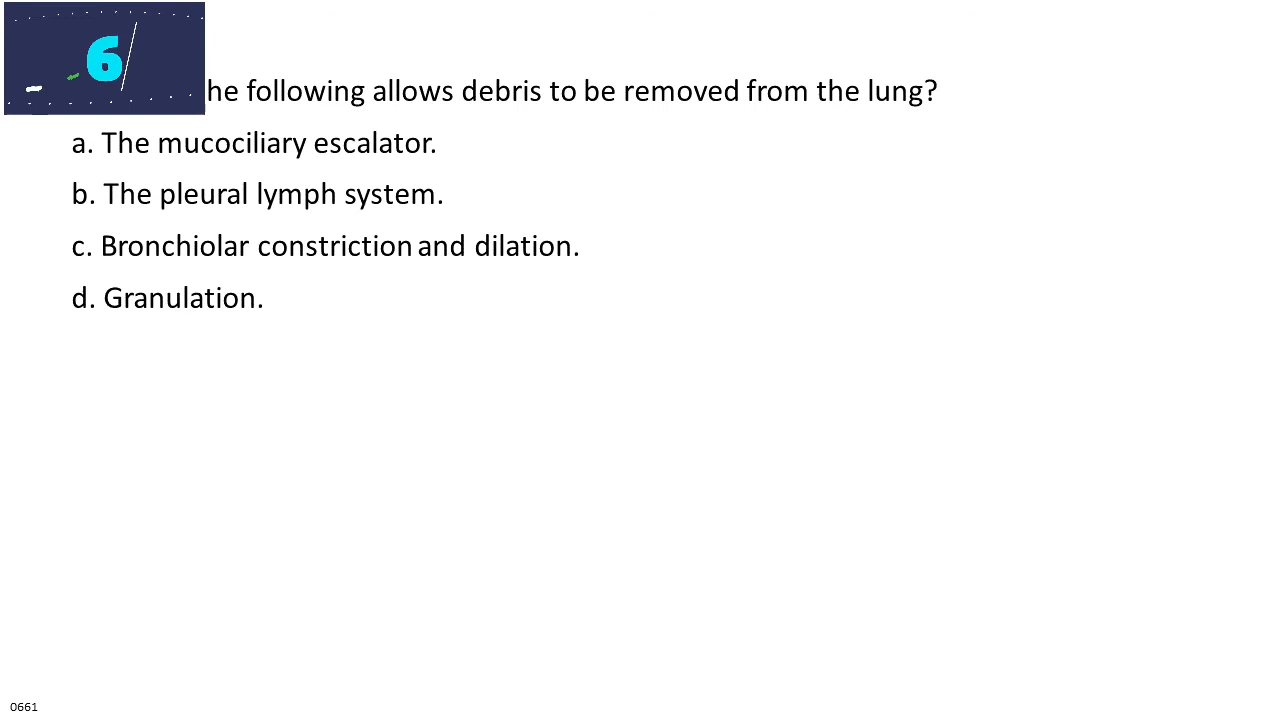 6
he following allows debris to be removed from the lung?
a. The mucociliary escalator.
b. The pleural lymph system.
c. Bronchiolar constriction and dilation.
d. Granulation.
0661